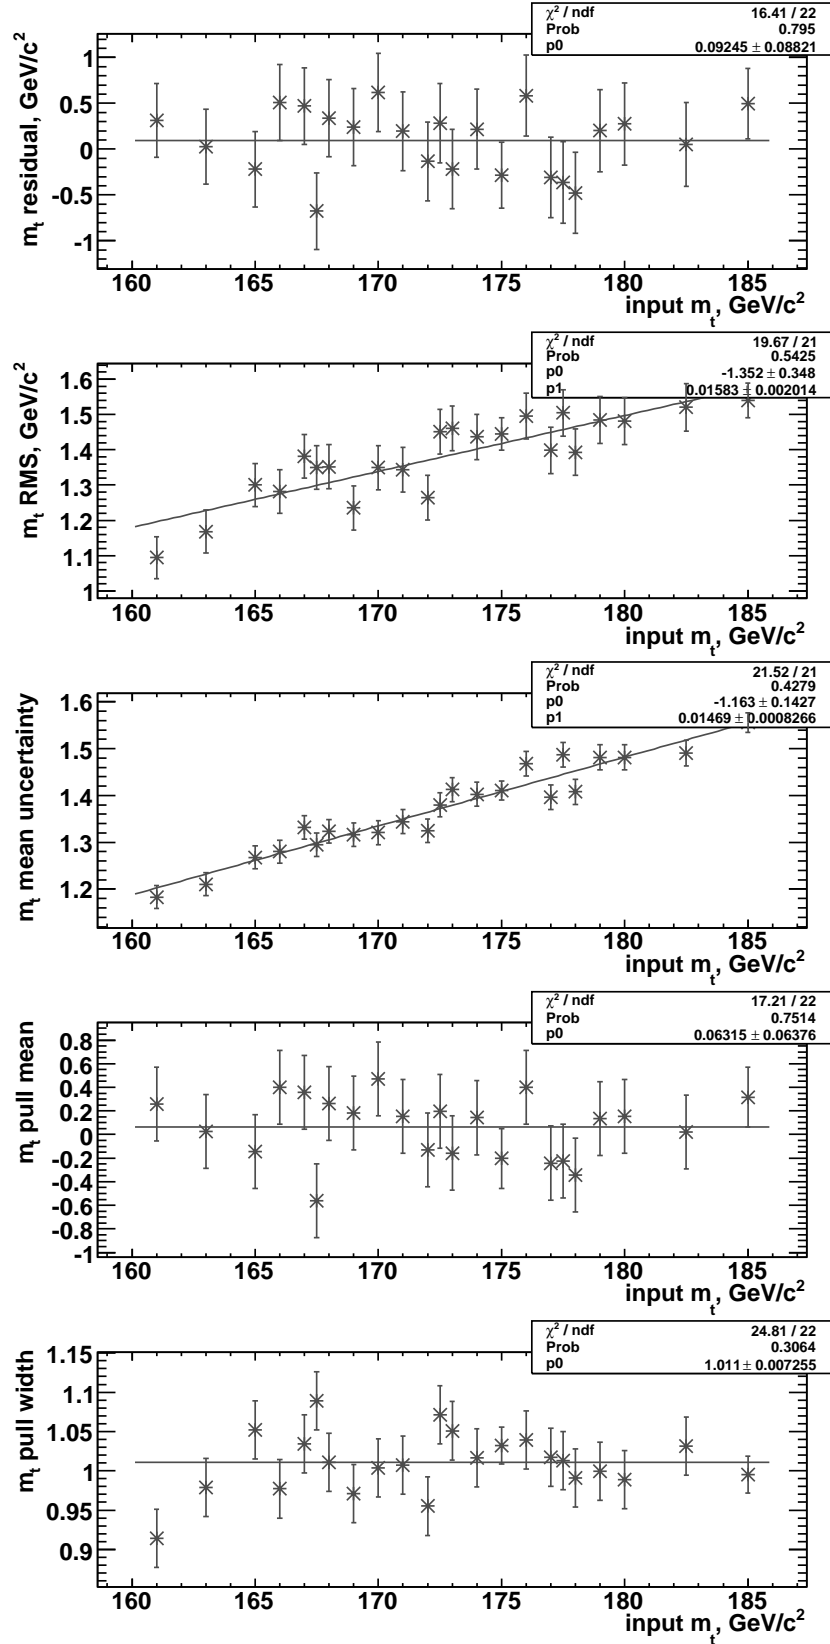 χ² / ndf 16.41 / 22
Prob 0.795
p0 0.09245 ± 0.08821
m_t residual, GeV/c²
1
0.5
0
-0.5
-1
160 165 170 175 180 185
input m_t, GeV/c²
χ² / ndf 19.67 / 21
Prob 0.5425
p0 -1.352 ± 0.348
p1 0.01583 ± 0.002014
m_t RMS, GeV/c²
1.6
1.5
1.4
1.3
1.2
1.1
1
160 165 170 175 180 185
input m_t, GeV/c²
χ² / ndf 21.52 / 21
Prob 0.4279
p0 -1.163 ± 0.1427
p1 0.01469 ± 0.0008266
m_t mean uncertainty
1.6
1.5
1.4
1.3
1.2
160 165 170 175 180 185
input m_t, GeV/c²
χ² / ndf 17.21 / 22
Prob 0.7514
p0 0.06315 ± 0.06376
m_t pull mean
0.8
0.6
0.4
0.2
0
-0.2
-0.4
-0.6
-0.8
-1
160 165 170 175 180 185
input m_t, GeV/c²
χ² / ndf 24.81 / 22
Prob 0.3064
p0 1.011 ± 0.007255
m_t pull width
1.15
1.1
1.05
1
0.95
0.9
160 165 170 175 180 185
input m_t, GeV/c²